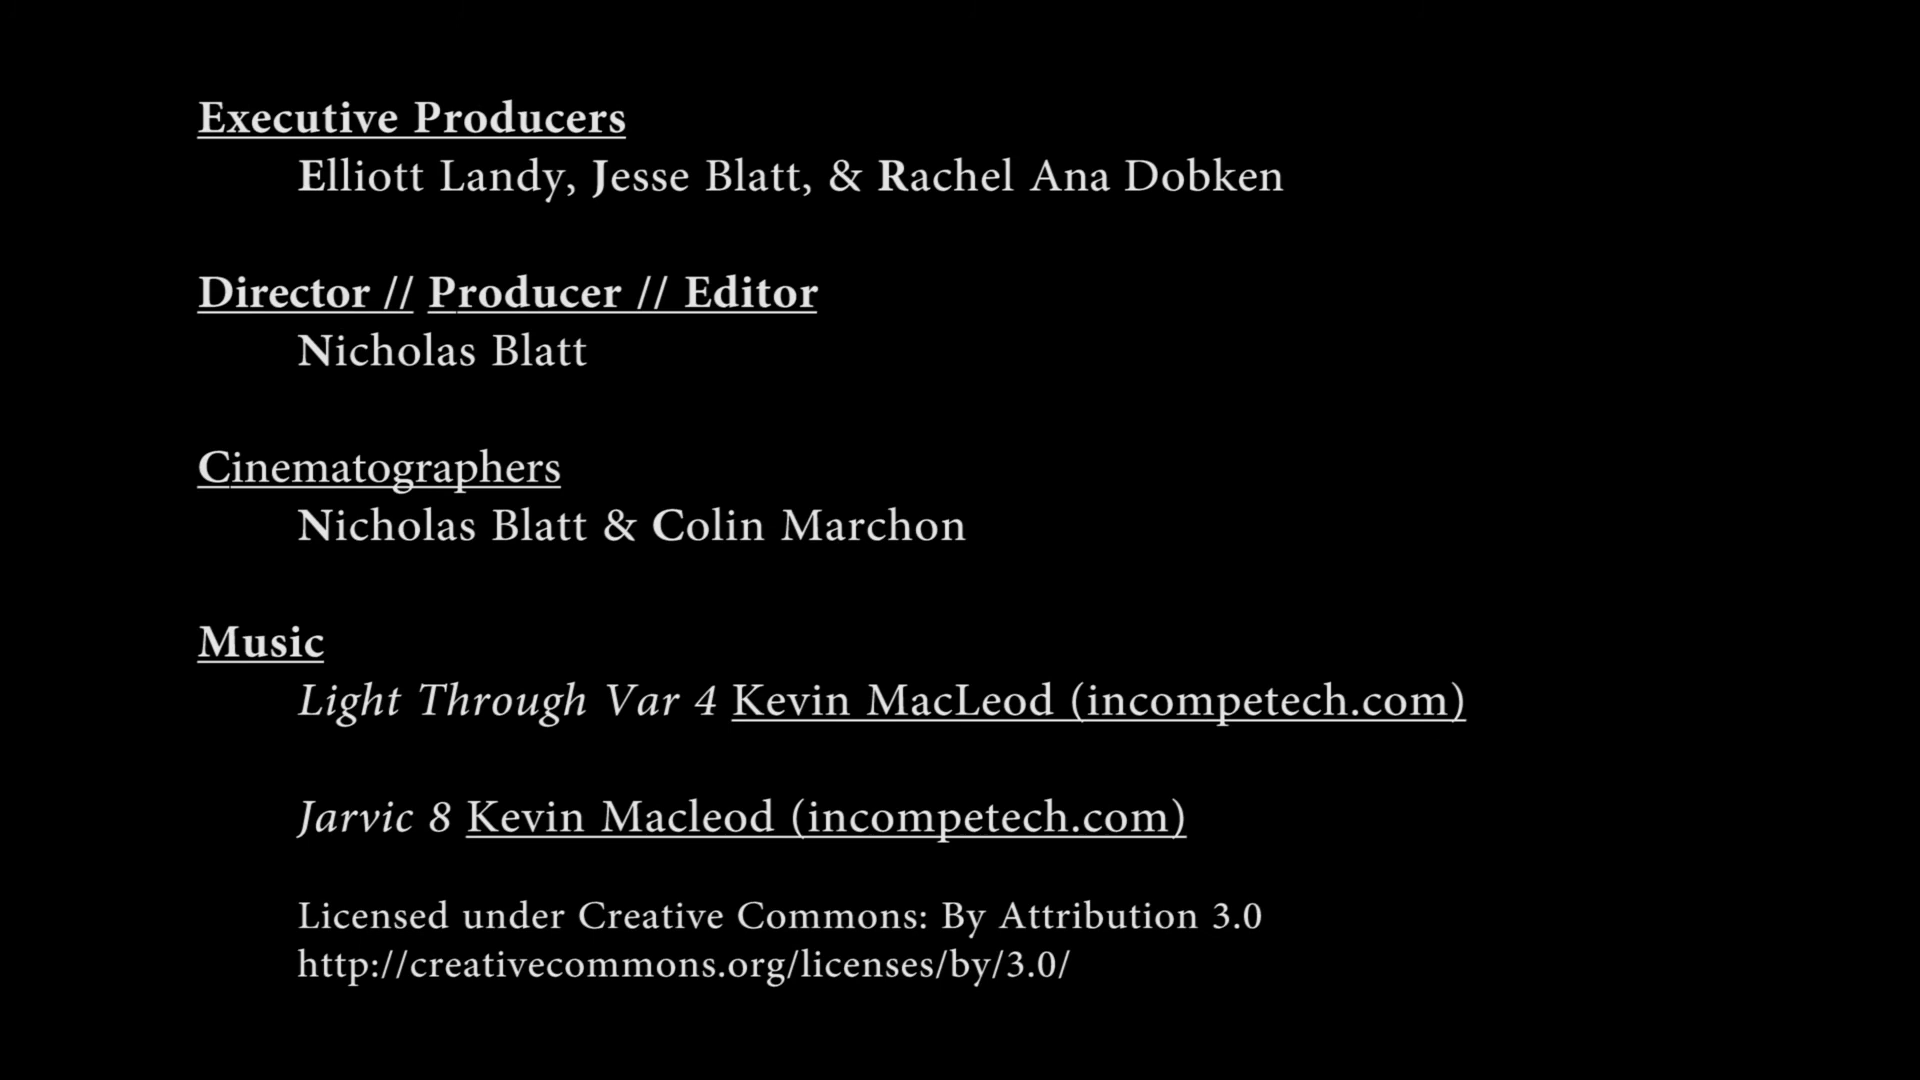 Executive Producers
Elliott Landy, Jesse Blatt, & Rachel Ana Dobken
Director // Producer // Editor
Nicholas Blatt
Cinematographers
Nicholas Blatt & Colin Marchon
Music
Light Through Var 4 Kevin MacLeod (incompetech.com)
Jarvic 8 Kevin Macleod (incompetech.com)
Licensed under Creative Commons: By Attribution 3.0
http://creativecommons.org/licenses/by/3.0/